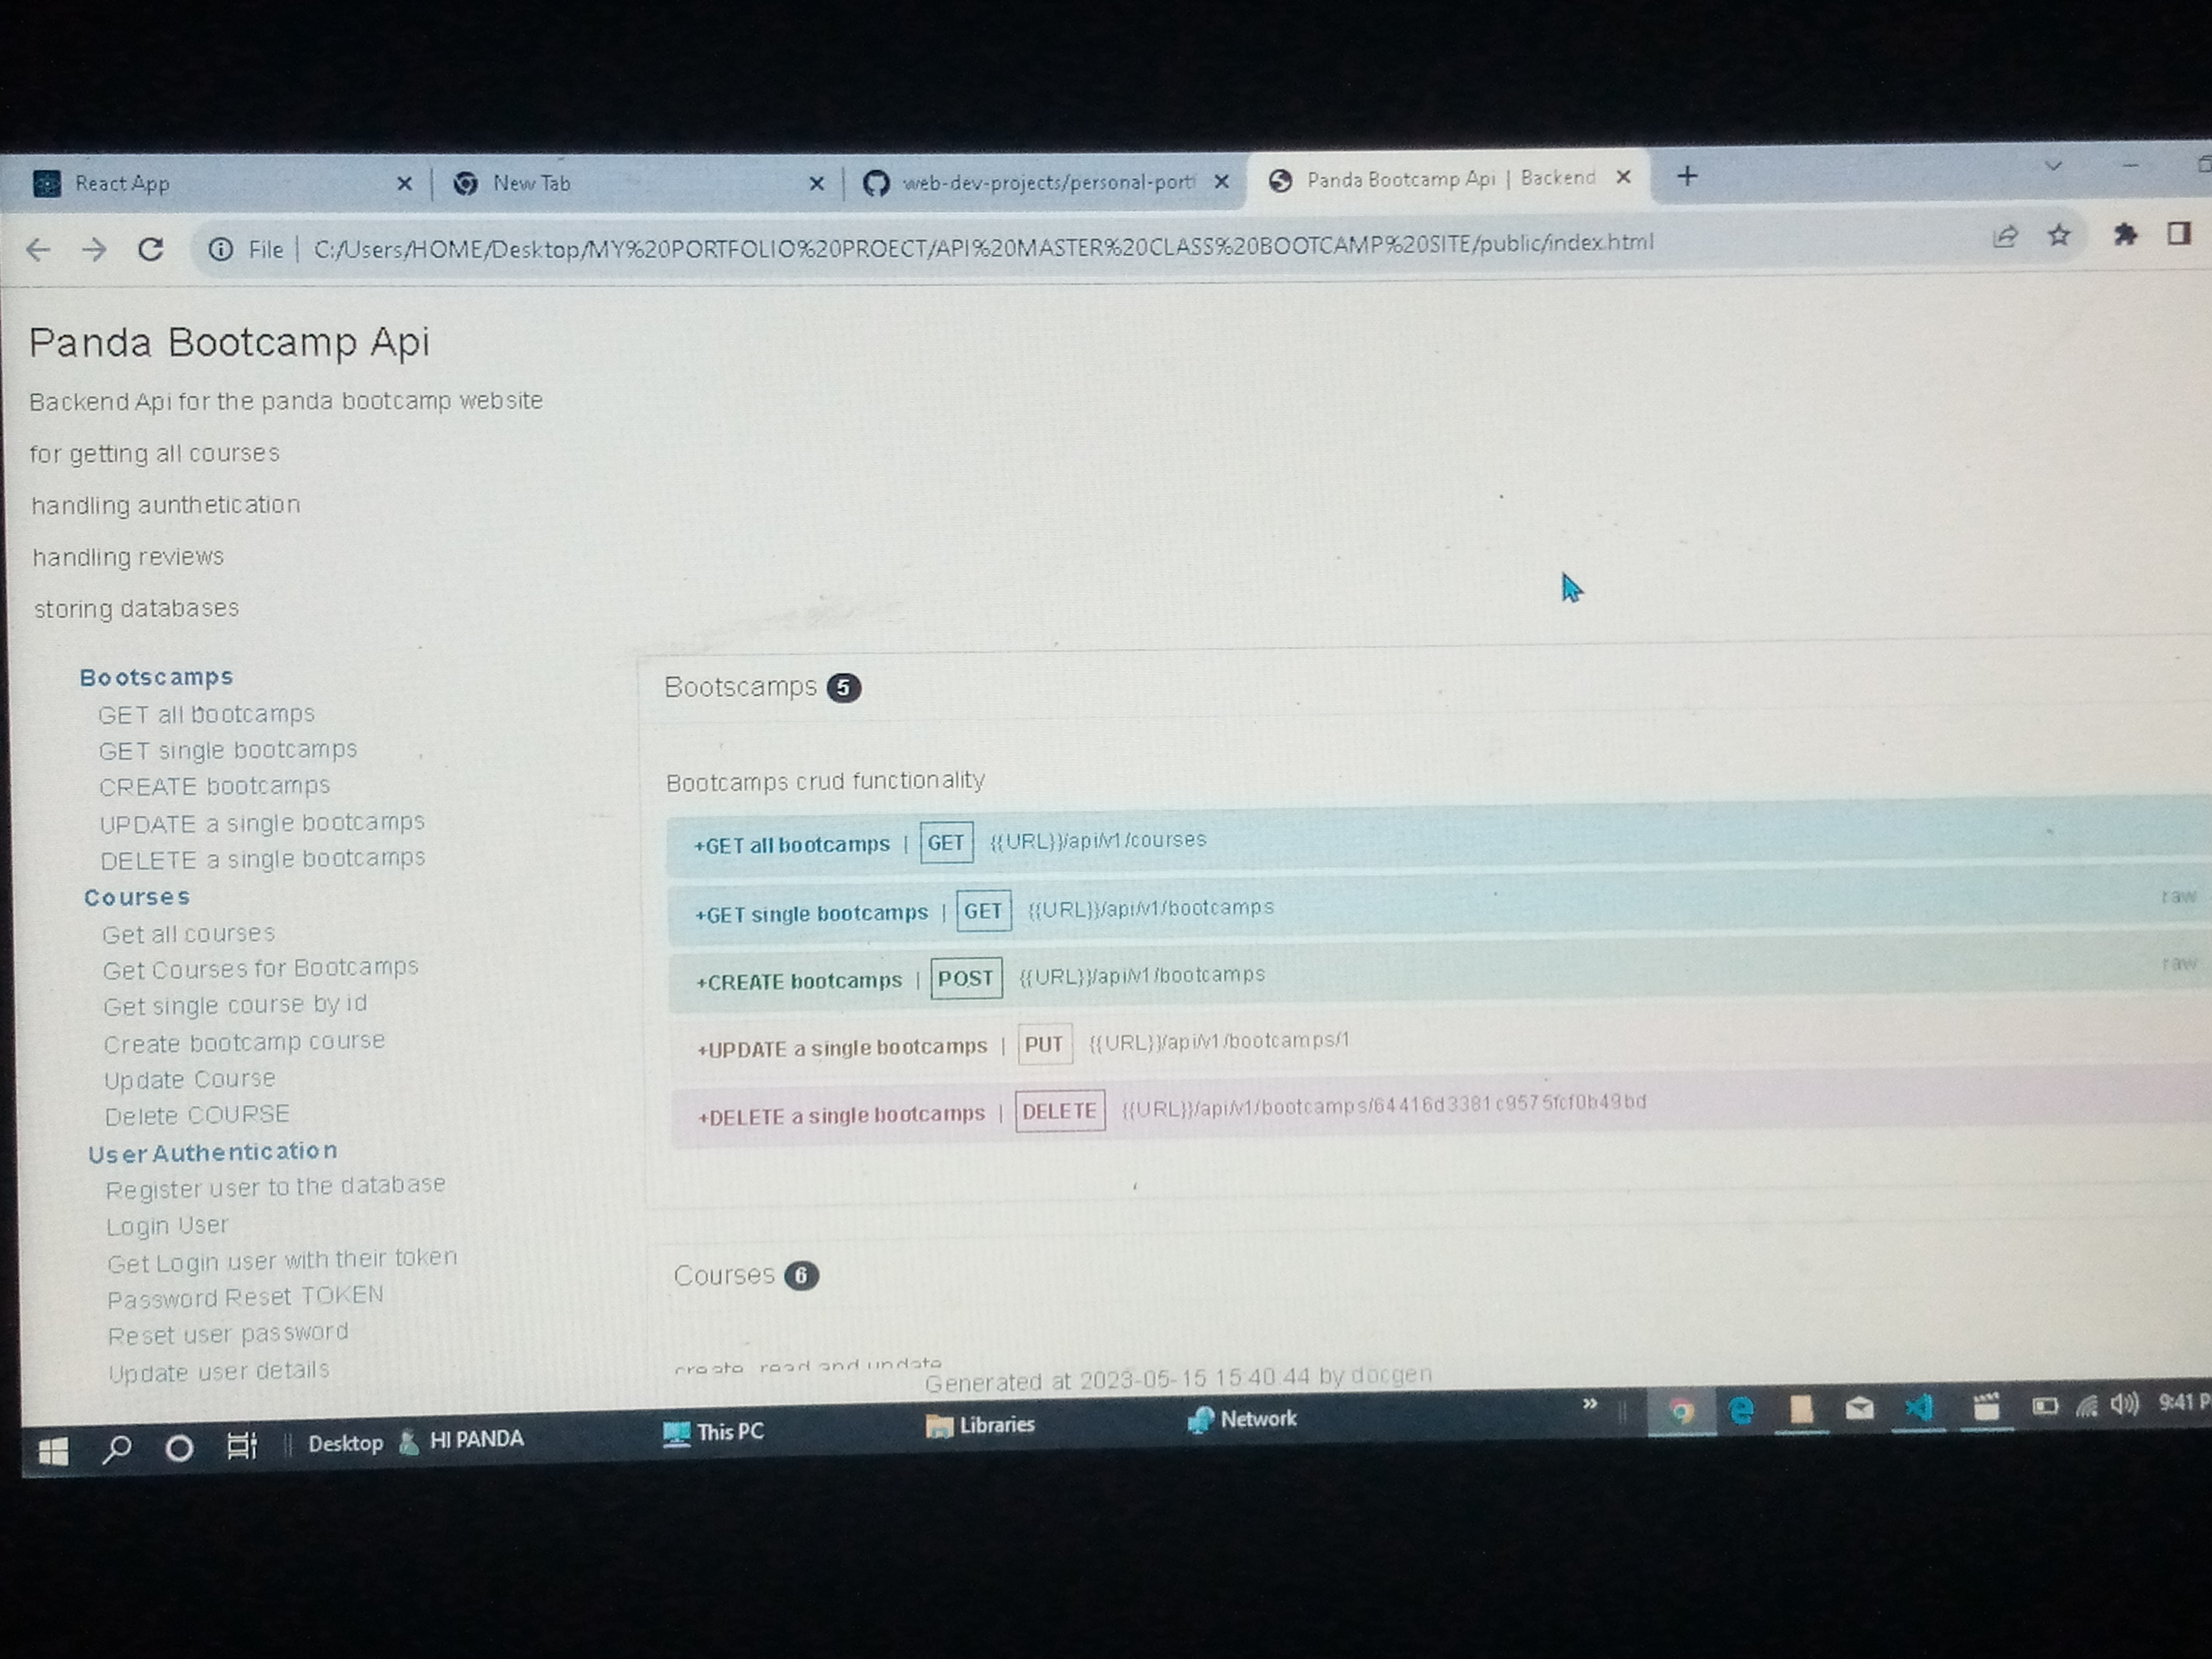 React App
New Tab
web-dev-projects/personal-port
Panda Bootcamp Api | Backend
File | C:/Users/HOME/Desktop/MY%20PORTFOLIO%20PROECT/API%20MASTER%20CLASS%20BOOTCAMP%20SITE/public/index.html
Panda Bootcamp Api
Backend Api for the panda bootcamp website
for getting all courses
handling aunthetication
handling reviews
storing databases
Bootscamps
GET all bootcamps
GET single bootcamps
CREATE bootcamps
UPDATE a single bootcamps
DELETE a single bootcamps
Courses
Get all courses
Get Courses for Bootcamps
Get single course by id
Create bootcamp course
Update Course
Delete COURSE
User Authentication
Register user to the database
Login User
Get Login user with their token
Password Reset TOKEN
Reset user password
Update user details
Bootscamps 5
Bootcamps crud functionality
+GET all bootcamps | GET {{URL}}/api/v1/courses
+GET single bootcamps | GET {{URL}}/api/v1/bootcamps raw
+CREATE bootcamps | POST {{URL}}/api/v1/bootcamps raw
+UPDATE a single bootcamps | PUT {{URL}}/api/v1/bootcamps/1
+DELETE a single bootcamps | DELETE {{URL}}/api/v1/bootcamps/64416d3381c9575fcf0b49bd
Courses 6
create, read and update
Generated at 2023-05-15 15:40:44 by docgen
Desktop HI PANDA This PC Libraries Network 9:41 P